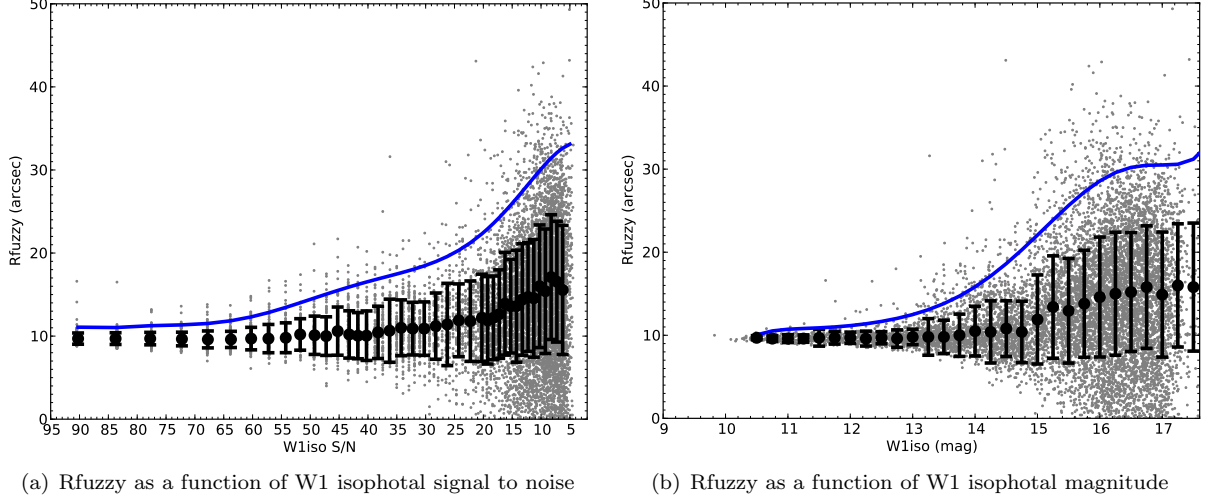 50
40
30
20
10
0
Rfuzzy (arcsec)
95 90 85 80 75 70 65 60 55 50 45 40 35 30 25 20 15 10 5
W1iso S/N
(a) Rfuzzy as a function of W1 isophotal signal to noise
50
40
30
20
10
0
Rfuzzy (arcsec)
9 10 11 12 13 14 15 16 17
W1iso (mag)
(b) Rfuzzy as a function of W1 isophotal magnitude